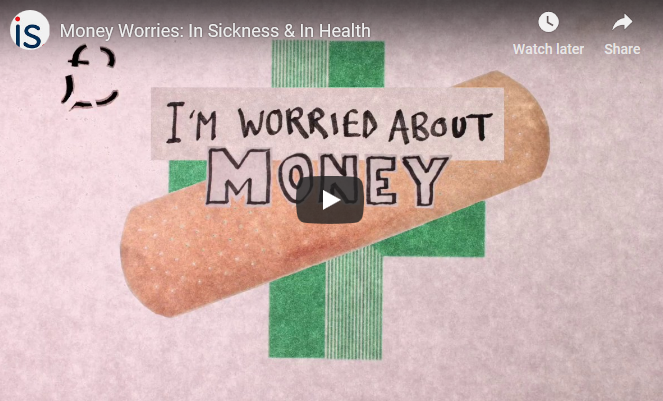 is
Money Worries: In Sickness & In Health
Watch later
Share
I'M WORRIED ABOUT
MONEY